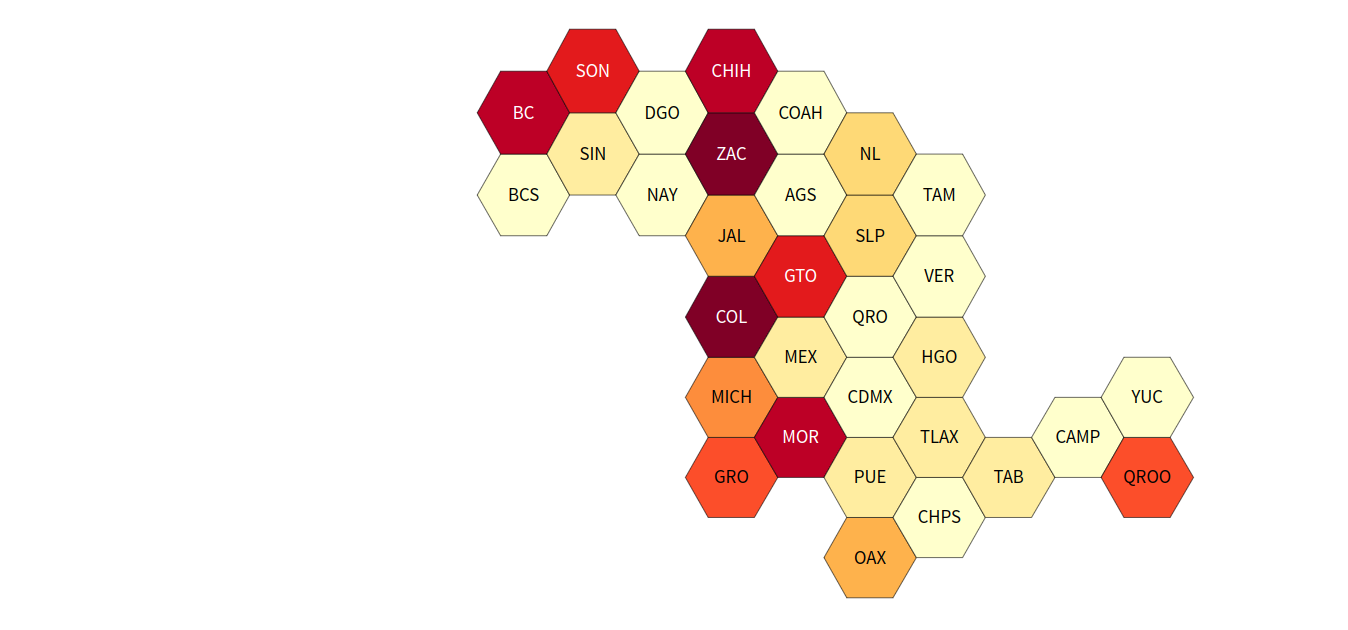 SON
CHIH
BC
DGO
COAH
SIN
ZAC
NL
BCS
NAY
AGS
TAM
JAL
SLP
GTO
VER
COL
QRO
MEX
HGO
MICH
CDMX
YUC
MOR
TLAX
CAMP
GRO
PUE
TAB
QROO
CHPS
OAX